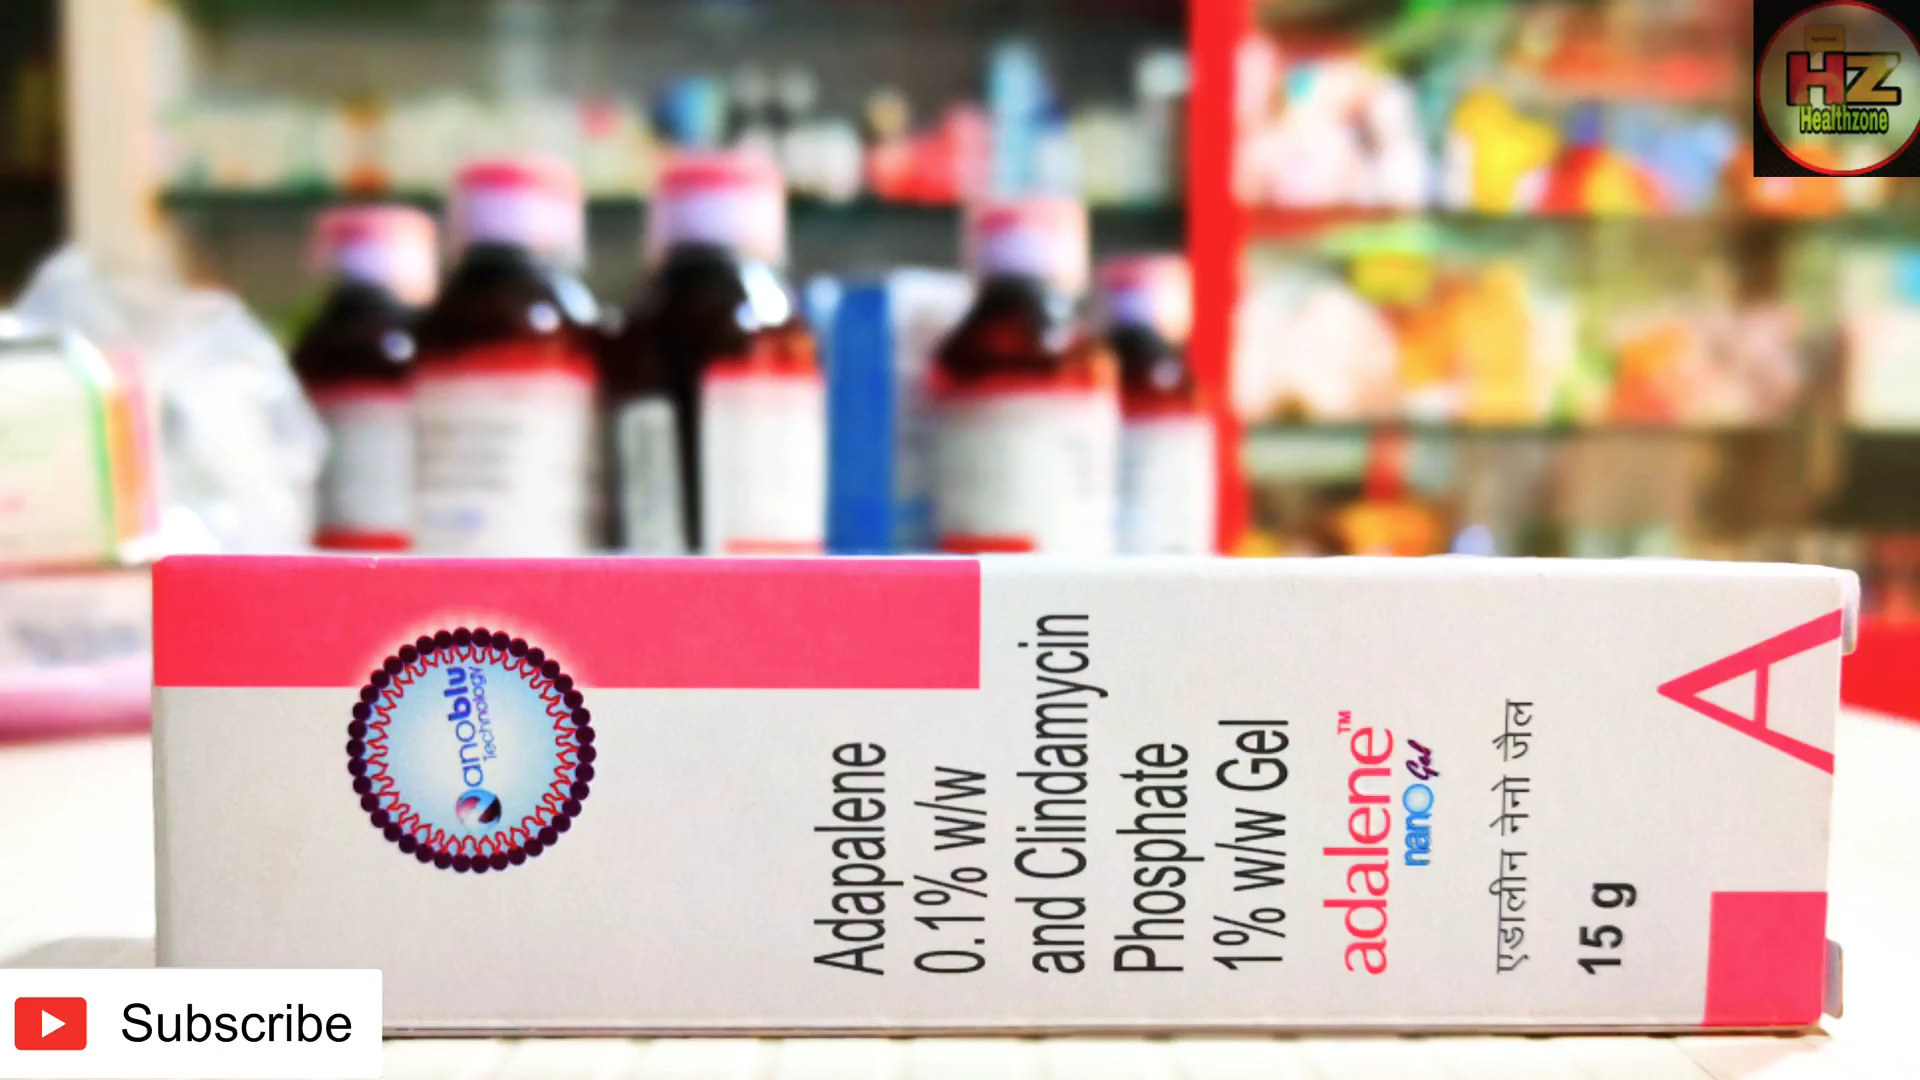 HZ
Healthzone
nanoblu
Technology
Adapalene
0.1% w/w
and Clindamycin
Phosphate
1% w/w Gel
adalene™
nano Gel
एडालीन नेनो जैल
15 g
A
Subscribe